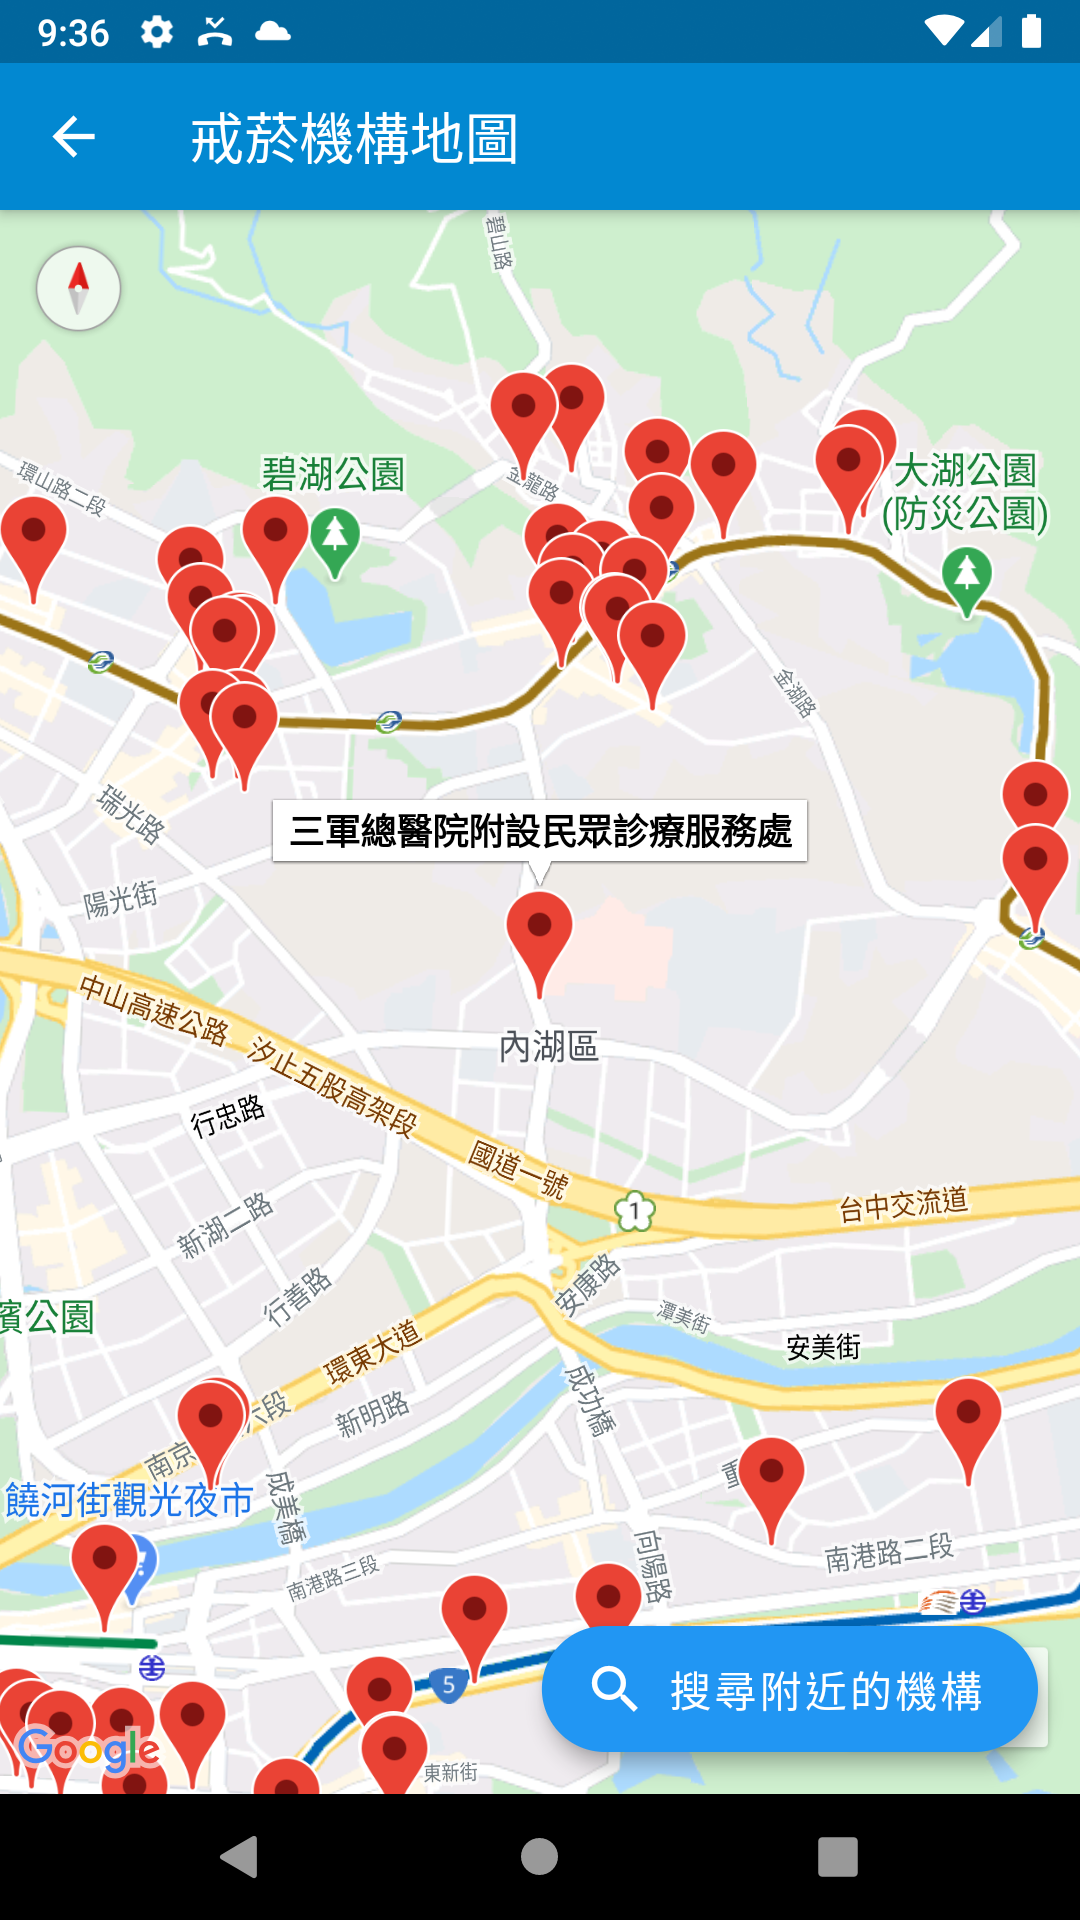 9:36
戒菸機構地圖
碧山路
環山路二段
碧湖公園
金龍路
大湖公園
(防災公園)
金湖路
瑞光路
三軍總醫院附設民眾診療服務處
陽光街
中山高速公路
汐止五股高架段
內湖區
行忠路
國道一號
1
台中交流道
新湖二路
行善路
安康路
潭美街
濱公園
環東大道
安美街
成功橋
新明路
六段
南京
成美橋
饒河街觀光夜市
向陽路
南港路二段
南港路三段
5
搜尋附近的機構
Google
東新街